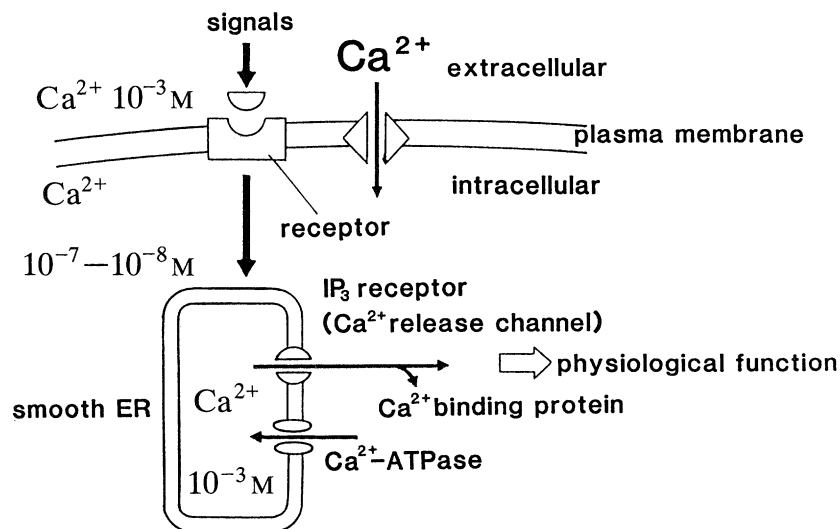 signals
Ca²⁺
extracellular
Ca²⁺ 10⁻³ M
plasma membrane
Ca²⁺
intracellular
receptor
10⁻⁷—10⁻⁸ M
IP₃ receptor
(Ca²⁺ release channel)
physiological function
smooth ER
Ca²⁺
Ca²⁺ binding protein
Ca²⁺-ATPase
10⁻³ M